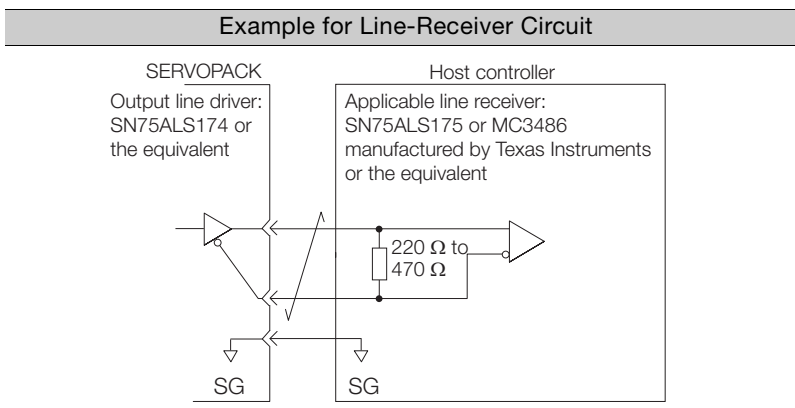 Example for Line-Receiver Circuit
SERVOPACK
Host controller
Output line driver:
SN75ALS174 or
the equivalent
Applicable line receiver:
SN75ALS175 or MC3486
manufactured by Texas Instruments
or the equivalent
220 Ω to
470 Ω
SG
SG